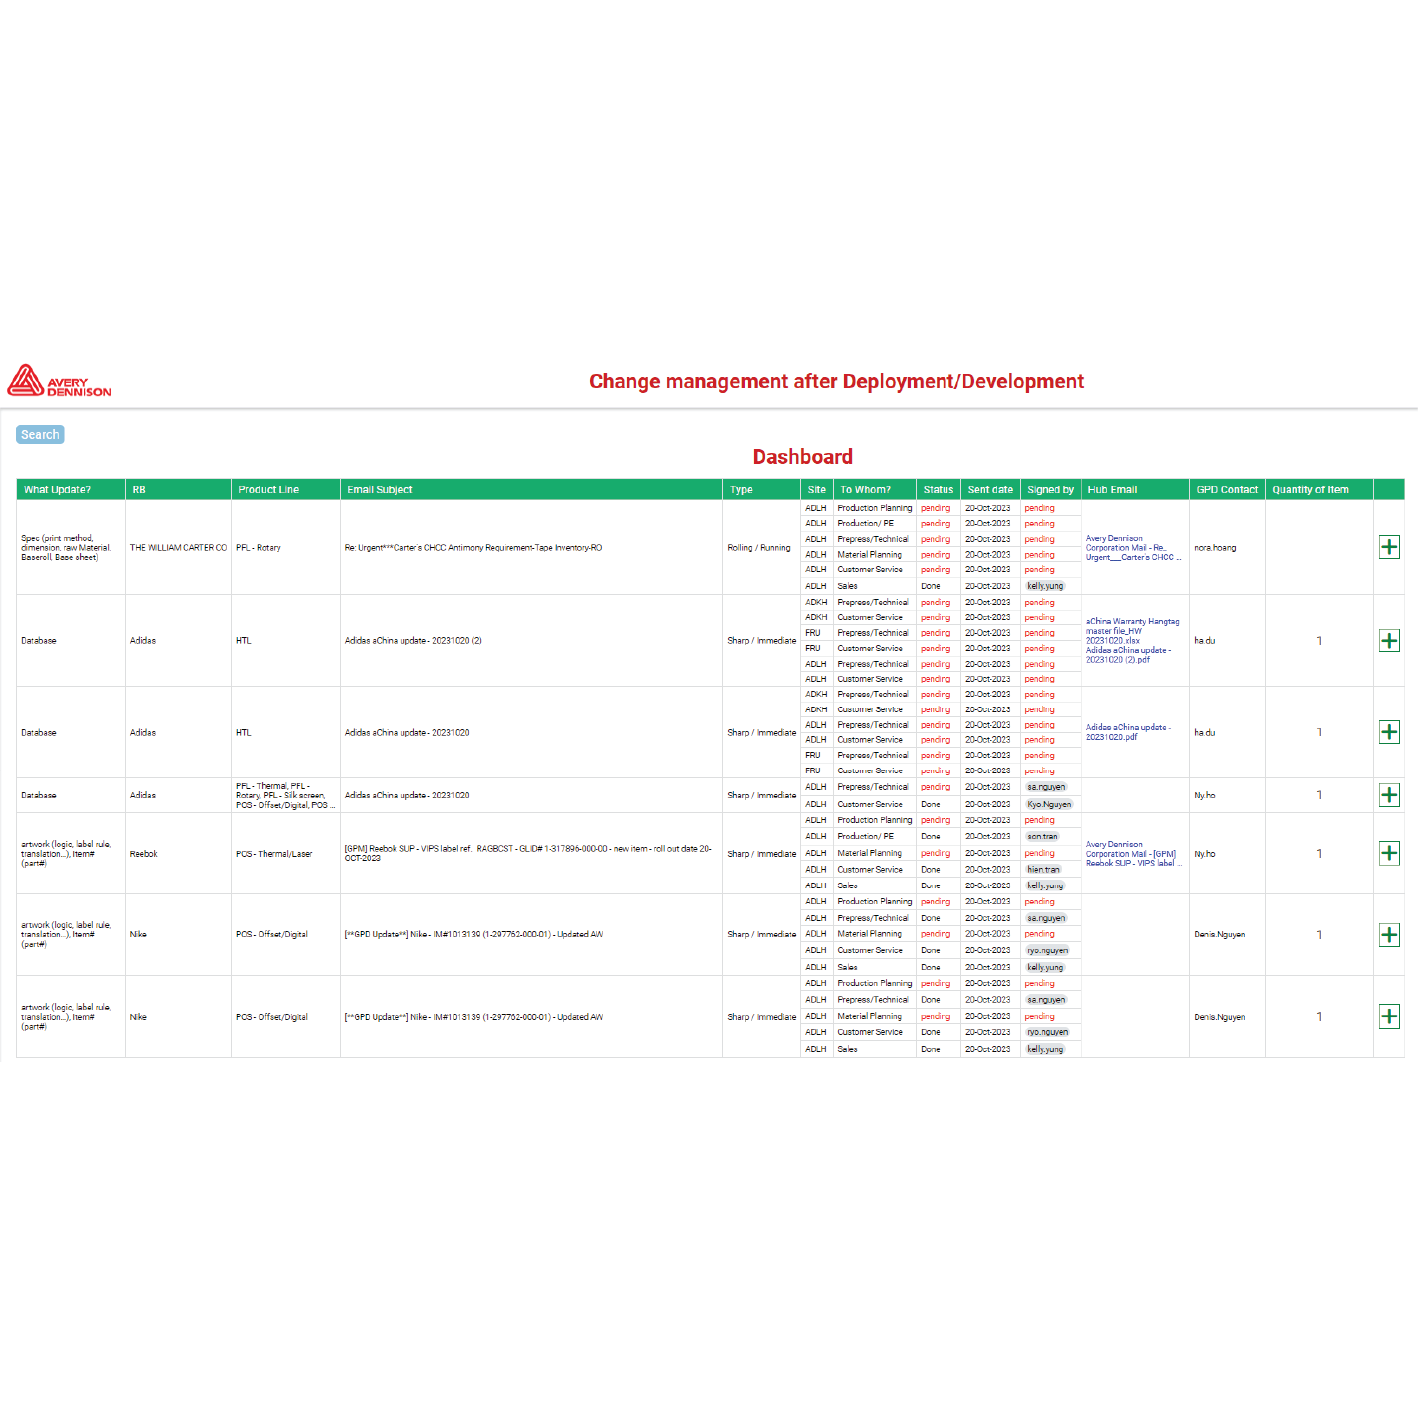 AVERY
DENNISON
Change management after Deployment/Development
Search
Dashboard
What Update? RB Product Line Email Subject Type Site To Whom? Status Sent date Signed by Hub Email GPD Contact Quantity of Item
Spec (print method, dimension, raw Material, Baseroll, Base sheet) THE WILLIAM CARTER CO PFL - Rotary Re: Urgent***Carter's CHCC Antimony Requirement-Tape Inventory-RO Rolling / Running
ADLH Production Planning pending 20-Oct-2023 pending
ADLH Production/ PE pending 20-Oct-2023 pending
ADLH Prepress/Technical pending 20-Oct-2023 pending
ADLH Material Planning pending 20-Oct-2023 pending
ADLH Customer Service pending 20-Oct-2023 pending
ADLH Sales Done 20-Oct-2023 kelly.yung
Avery Dennison
Corporation Mail - Re_
Urgent___Carter's CHCC ...
nora.hoang
Database Adidas HTL Adidas aChina update - 20231020 (2) Sharp / Immediate
ADKH Prepress/Technical pending 20-Oct-2023 pending
ADKH Customer Service pending 20-Oct-2023 pending
FRU Prepress/Technical pending 20-Oct-2023 pending
FRU Customer Service pending 20-Oct-2023 pending
ADLH Prepress/Technical pending 20-Oct-2023 pending
ADLH Customer Service pending 20-Oct-2023 pending
aChina Warranty Hangtag
master file_HW
20231020.xlsx
Adidas aChina update -
20231020 (2).pdf
ha.du 1
Database Adidas HTL Adidas aChina update - 20231020 Sharp / Immediate
ADKH Prepress/Technical pending 20-Oct-2023 pending
ADKH Customer Service pending 20-Oct-2023 pending
ADLH Prepress/Technical pending 20-Oct-2023 pending
ADLH Customer Service pending 20-Oct-2023 pending
FRU Prepress/Technical pending 20-Oct-2023 pending
FRU Customer Service pending 20-Oct-2023 pending
Adidas aChina update -
20231020.pdf
ha.du 1
Database Adidas
PFL - Thermal, PFL -
Rotary, PFL - Silk screen,
POS - Offset/Digital, POS ...
Adidas aChina update - 20231020 Sharp / Immediate
ADLH Prepress/Technical pending 20-Oct-2023 sa.nguyen
ADLH Customer Service Done 20-Oct-2023 Kyo.Nguyen
Ny.ho 1
artwork (logic, label rule,
translation...), Item#
(part#)
Reebok POS - Thermal/Laser
[GPM] Reebok SUP - VIPS label ref. RAGBCST - GLID# 1-317896-000-00 - new item - roll out date 20-
OCT-2023
Sharp / Immediate
ADLH Production Planning pending 20-Oct-2023 pending
ADLH Production/ PE Done 20-Oct-2023 son.tran
ADLH Material Planning pending 20-Oct-2023 pending
ADLH Customer Service Done 20-Oct-2023 hien.tran
ADLH Sales Done 20-Oct-2023 kelly.yung
Avery Dennison
Corporation Mail - [GPM]
Reebok SUP - VIPS label ...
Ny.ho 1
artwork (logic, label rule,
translation...), Item#
(part#)
Nike POS - Offset/Digital [**GPD Update**] Nike - IM#1013139 (1-297762-000-01) - Updated AW Sharp / Immediate
ADLH Production Planning pending 20-Oct-2023 pending
ADLH Prepress/Technical Done 20-Oct-2023 sa.nguyen
ADLH Material Planning pending 20-Oct-2023 pending
ADLH Customer Service Done 20-Oct-2023 ryo.nguyen
ADLH Sales Done 20-Oct-2023 kelly.yung
Denis.Nguyen 1
artwork (logic, label rule,
translation...), Item#
(part#)
Nike POS - Offset/Digital [**GPD Update**] Nike - IM#1013139 (1-297762-000-01) - Updated AW Sharp / Immediate
ADLH Production Planning pending 20-Oct-2023 pending
ADLH Prepress/Technical Done 20-Oct-2023 sa.nguyen
ADLH Material Planning pending 20-Oct-2023 pending
ADLH Customer Service Done 20-Oct-2023 ryo.nguyen
ADLH Sales Done 20-Oct-2023 kelly.yung
Denis.Nguyen 1